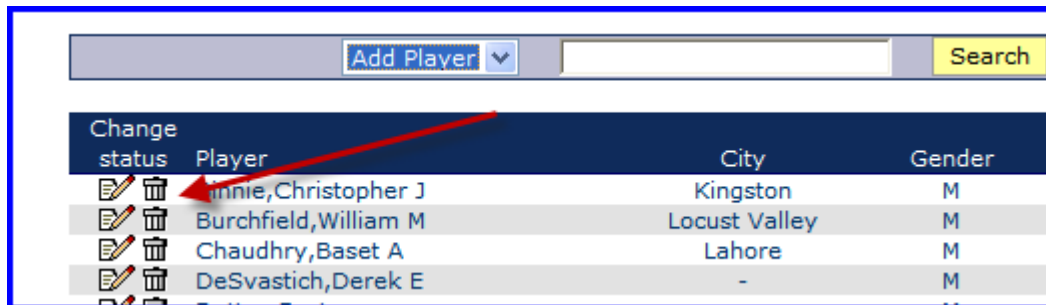 Add Player Search
Change
status Player City Gender
Christopher J Kingston M
Burchfield,William M Locust Valley M
Chaudhry,Baset A Lahore M
DeSvastich,Derek E - M